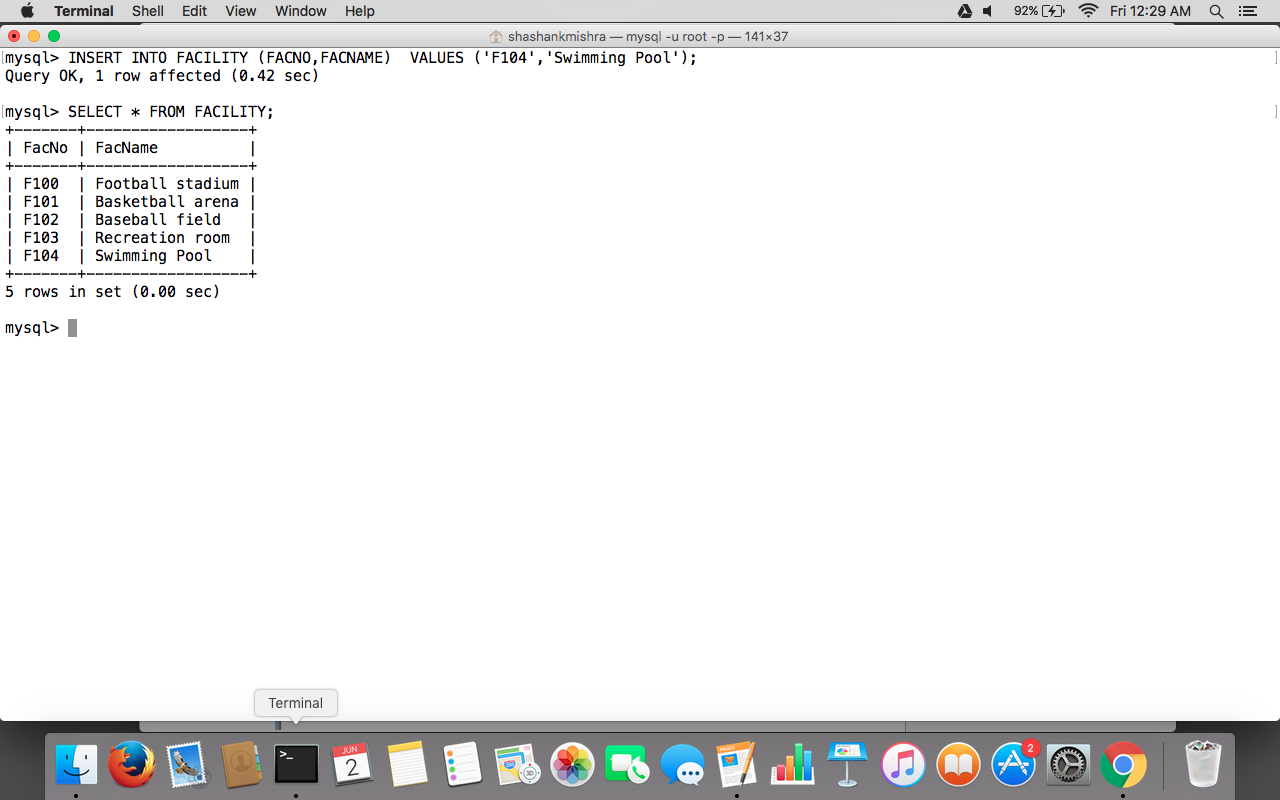 Terminal Shell Edit View Window Help 92% Fri 12:29 AM
shashankmishra — mysql -u root -p — 141×37
mysql> INSERT INTO FACILITY (FACNO,FACNAME)  VALUES ('F104','Swimming Pool');
Query OK, 1 row affected (0.42 sec)
mysql> SELECT * FROM FACILITY;
+-------+------------------+
| FacNo | FacName          |
+-------+------------------+
| F100  | Football stadium |
| F101  | Basketball arena |
| F102  | Baseball field   |
| F103  | Recreation room  |
| F104  | Swimming Pool    |
+-------+------------------+
5 rows in set (0.00 sec)
mysql>
Terminal
>_
JUN
2
3D
PAGES
2